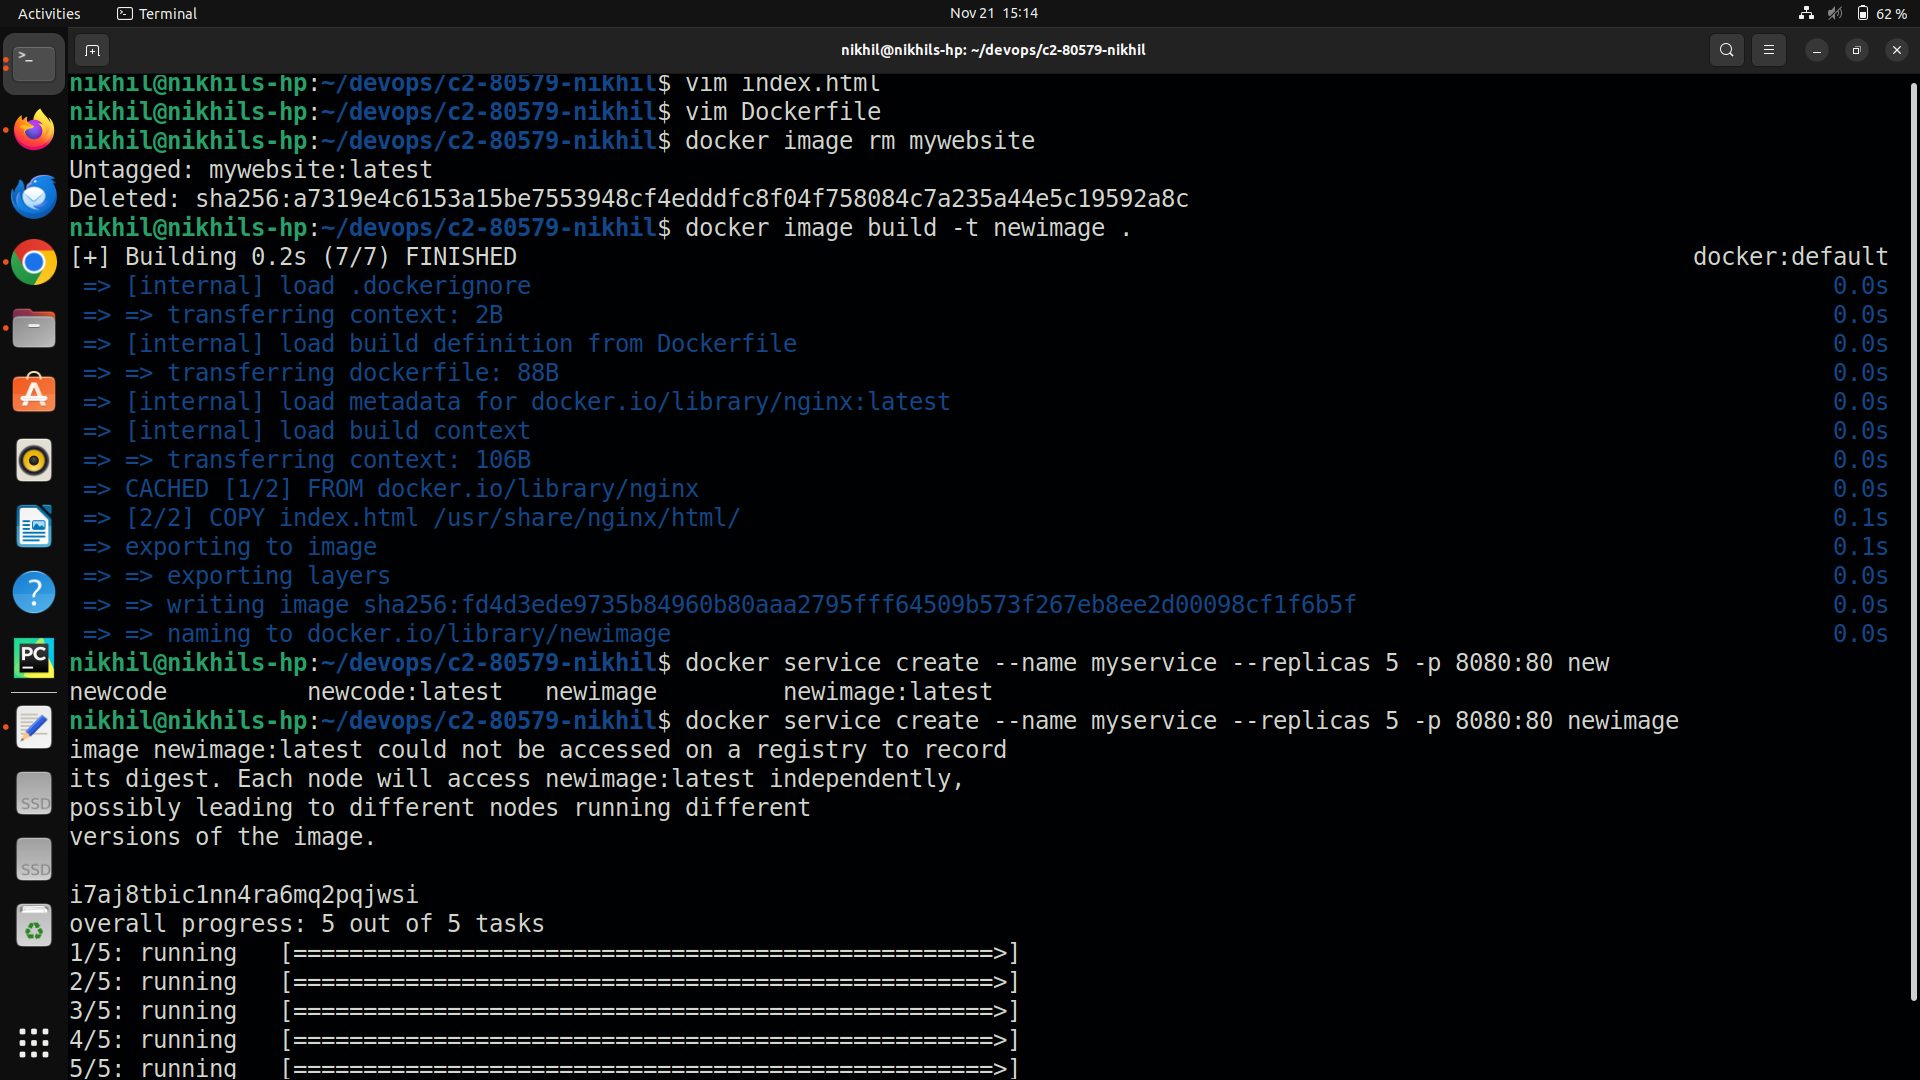 Activities Terminal Nov 21 15:14 62 %
nikhil@nikhils-hp: ~/devops/c2-80579-nikhil
nikhil@nikhils-hp:~/devops/c2-80579-nikhil$ vim index.html
nikhil@nikhils-hp:~/devops/c2-80579-nikhil$ vim Dockerfile
nikhil@nikhils-hp:~/devops/c2-80579-nikhil$ docker image rm mywebsite
Untagged: mywebsite:latest
Deleted: sha256:a7319e4c6153a15be7553948cf4edddfc8f04f758084c7a235a44e5c19592a8c
nikhil@nikhils-hp:~/devops/c2-80579-nikhil$ docker image build -t newimage .
[+] Building 0.2s (7/7) FINISHED docker:default
=> [internal] load .dockerignore 0.0s
=> => transferring context: 2B 0.0s
=> [internal] load build definition from Dockerfile 0.0s
=> => transferring dockerfile: 88B 0.0s
=> [internal] load metadata for docker.io/library/nginx:latest 0.0s
=> [internal] load build context 0.0s
=> => transferring context: 106B 0.0s
=> CACHED [1/2] FROM docker.io/library/nginx 0.0s
=> [2/2] COPY index.html /usr/share/nginx/html/ 0.1s
=> exporting to image 0.1s
=> => exporting layers 0.0s
=> => writing image sha256:fd4d3ede9735b84960b80aaa2795fff64509b573f267eb8ee2d00098cf1f6b5f 0.0s
=> => naming to docker.io/library/newimage 0.0s
nikhil@nikhils-hp:~/devops/c2-80579-nikhil$ docker service create --name myservice --replicas 5 -p 8080:80 new
newcode newcode:latest newimage newimage:latest
nikhil@nikhils-hp:~/devops/c2-80579-nikhil$ docker service create --name myservice --replicas 5 -p 8080:80 newimage
image newimage:latest could not be accessed on a registry to record
its digest. Each node will access newimage:latest independently,
possibly leading to different nodes running different
versions of the image.
i7aj8tbic1nn4ra6mq2pqjwsi
overall progress: 5 out of 5 tasks
1/5: running [==================================================>]
2/5: running [==================================================>]
3/5: running [==================================================>]
4/5: running [==================================================>]
5/5: running [==================================================>]
PC
SSD
SSD